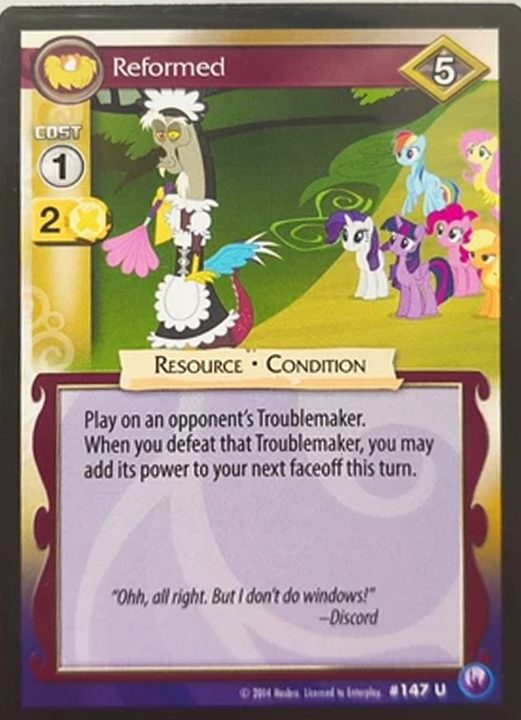 Reformed
5
COST
1
2
RESOURCE • CONDITION
Play on an opponent's Troublemaker.
When you defeat that Troublemaker, you may
add its power to your next faceoff this turn.
"Ohh, all right. But I don't do windows!"
–Discord
© 2014 Hasbro. Licensed to Enterplay. #147 U